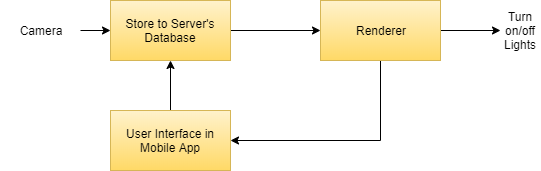 Camera
Store to Server's
Database
Renderer
Turn
on/off
Lights
User Interface in
Mobile App